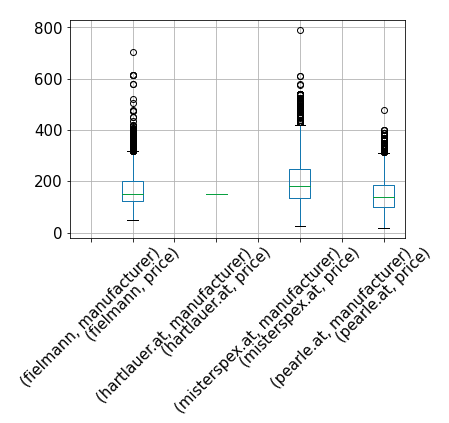 800
600
400
200
0
(fielmann, manufacturer)
(fielmann, price)
(hartlauer.at, manufacturer)
(hartlauer.at, price)
(misterspex.at, manufacturer)
(misterspex.at, price)
(pearle.at, manufacturer)
(pearle.at, price)